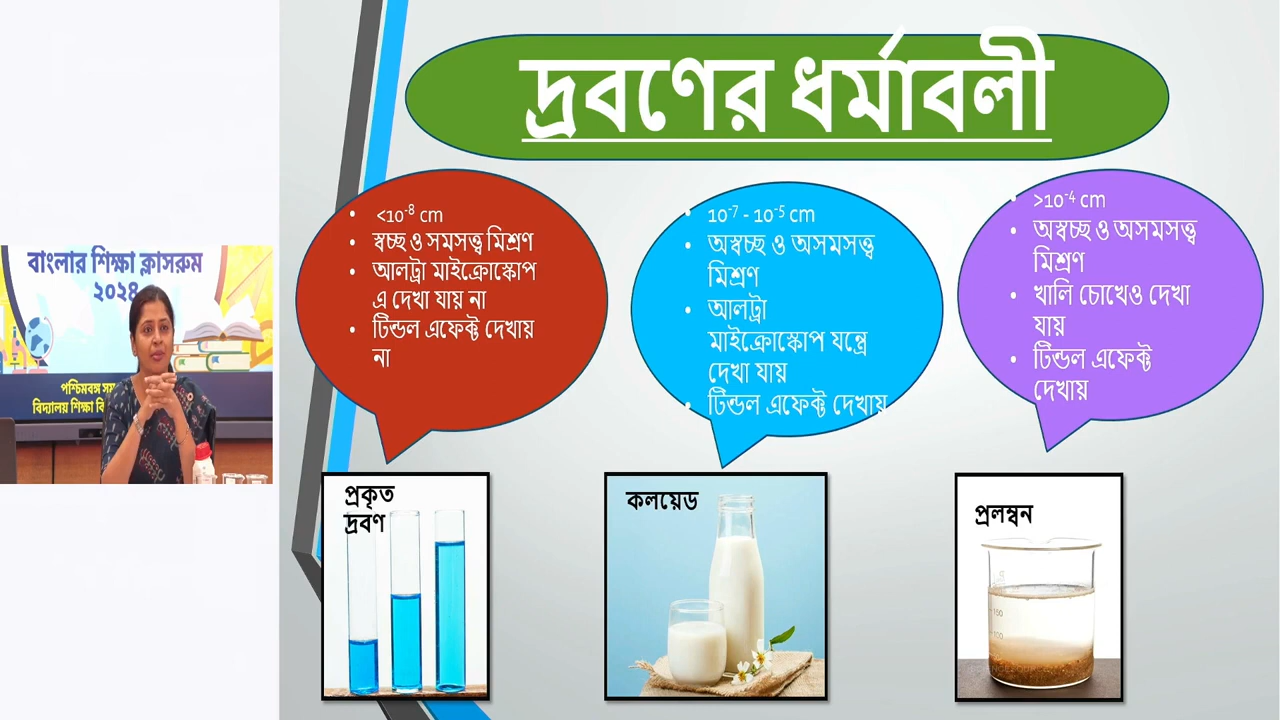 দ্রবণের ধর্মাবলী
<10⁻⁸ cm
স্বচ্ছ ও সমসত্ত্ব মিশ্রণ
আলট্রা মাইক্রোস্কোপ
এ দেখা যায় না
টিন্ডল এফেক্ট দেখায়
না
10⁻⁷ - 10⁻⁵ cm
অস্বচ্ছ ও অসমসত্ত্ব
মিশ্রণ
আলট্রা
মাইক্রোস্কোপ যন্ত্রে
দেখা যায়
টিন্ডল এফেক্ট দেখায়
>10⁻⁴ cm
অস্বচ্ছ ও অসমসত্ত্ব
মিশ্রণ
খালি চোখেও দেখা
যায়
টিন্ডল এফেক্ট
দেখায়
বাংলার শিক্ষা ক্লাসরুম
২০২৪
পশ্চিমবঙ্গ
বিদ্যালয় শিক্ষা
প্রকৃত
দ্রবণ
কলয়েড
প্রলম্বন